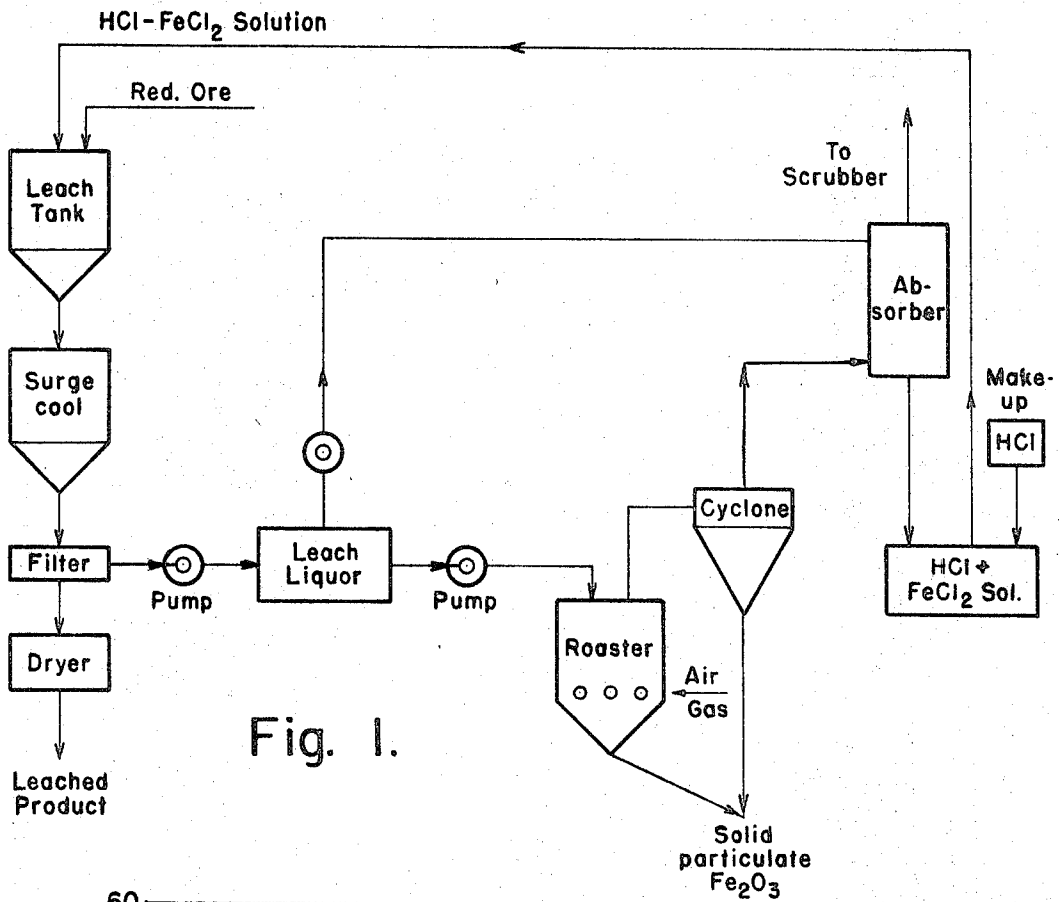 HCl-FeCl₂ Solution
Red. Ore
Leach
Tank
To
Scrubber
Ab-
sorber
Surge
cool
Make-
up
HCl
Cyclone
Filter
Pump
Leach
Liquor
Pump
HCl +
FeCl₂ Sol.
Roaster
Dryer
Air
Gas
Fig. 1.
Leached
Product
Solid
particulate
Fe₂O₃
60